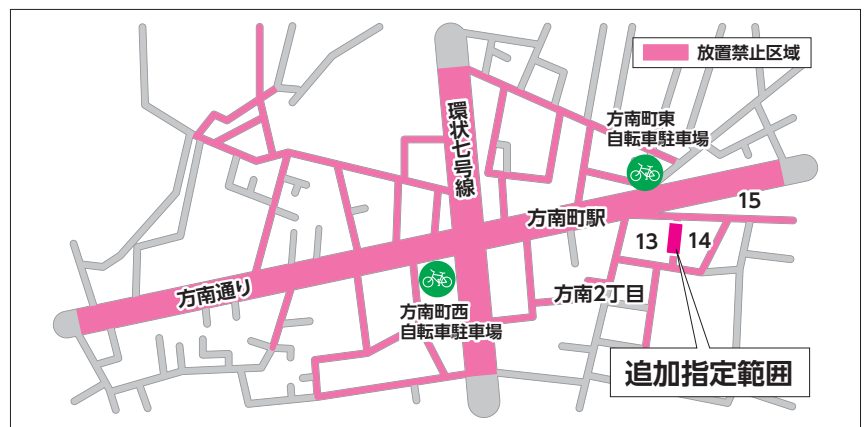 放置禁止区域
環状七号線
方南町東
自転車駐車場
15
方南町駅
13
14
方南通り
方南2丁目
方南町西
自転車駐車場
追加指定範囲